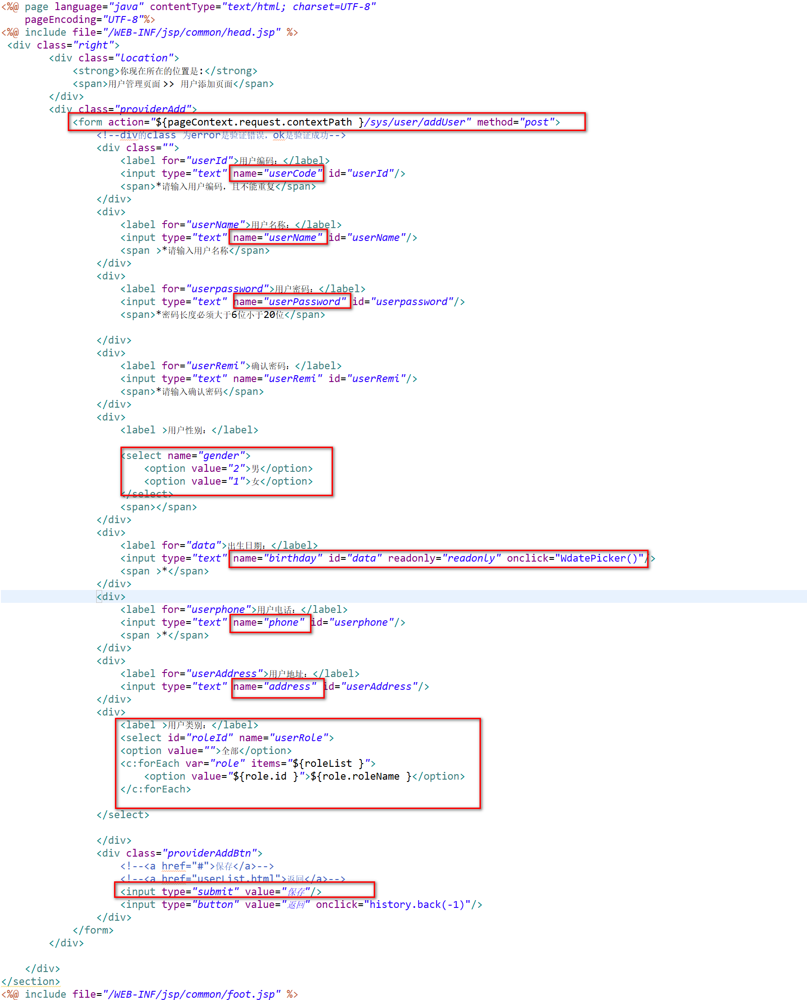 <%@ page language="java" contentType="text/html; charset=UTF-8"
    pageEncoding="UTF-8"%>
<%@ include file="/WEB-INF/jsp/common/head.jsp" %>
 <div class="right">
        <div class="location">
            <strong>你现在所在的位置是:</strong>
            <span>用户管理页面 >> 用户添加页面</span>
        </div>
        <div class="providerAdd">
            <form action="${pageContext.request.contextPath }/sys/user/addUser" method="post">
                <!--div的class 为error是验证错误，ok是验证成功-->
                <div class="">
                    <label for="userId">用户编码：</label>
                    <input type="text" name="userCode" id="userId"/>
                    <span>*请输入用户编码，且不能重复</span>
                </div>
                <div>
                    <label for="userName">用户名称：</label>
                    <input type="text" name="userName" id="userName"/>
                    <span >*请输入用户名称</span>
                </div>
                <div>
                    <label for="userpassword">用户密码：</label>
                    <input type="text" name="userPassword" id="userpassword"/>
                    <span>*密码长度必须大于6位小于20位</span>

                </div>
                <div>
                    <label for="userRemi">确认密码：</label>
                    <input type="text" name="userRemi" id="userRemi"/>
                    <span>*请输入确认密码</span>
                </div>
                <div>
                    <label >用户性别：</label>

                    <select name="gender">
                        <option value="2">男</option>
                        <option value="1">女</option>
                    </select>
                    <span></span>
                </div>
                <div>
                    <label for="data">出生日期：</label>
                    <input type="text" name="birthday" id="data" readonly="readonly" onclick="WdatePicker()"/>
                    <span >*</span>
                </div>
                <div>
                    <label for="userphone">用户电话：</label>
                    <input type="text" name="phone" id="userphone"/>
                    <span >*</span>
                </div>
                <div>
                    <label for="userAddress">用户地址：</label>
                    <input type="text" name="address" id="userAddress"/>
                </div>
                <div>
                    <label >用户类别：</label>
                    <select id="roleId" name="userRole">
                    <option value="">全部</option>
                    <c:forEach var="role" items="${roleList }">
                        <option value="${role.id }">${role.roleName }</option>
                    </c:forEach>

                </select>

                </div>
                <div class="providerAddBtn">
                    <!--<a href="#">保存</a>-->
                    <!--<a href="userList.html">返回</a>-->
                    <input type="submit" value="保存"/>
                    <input type="button" value="返回" onclick="history.back(-1)"/>
                </div>
            </form>
        </div>

    </div>
</section>
<%@ include file="/WEB-INF/jsp/common/foot.jsp" %>